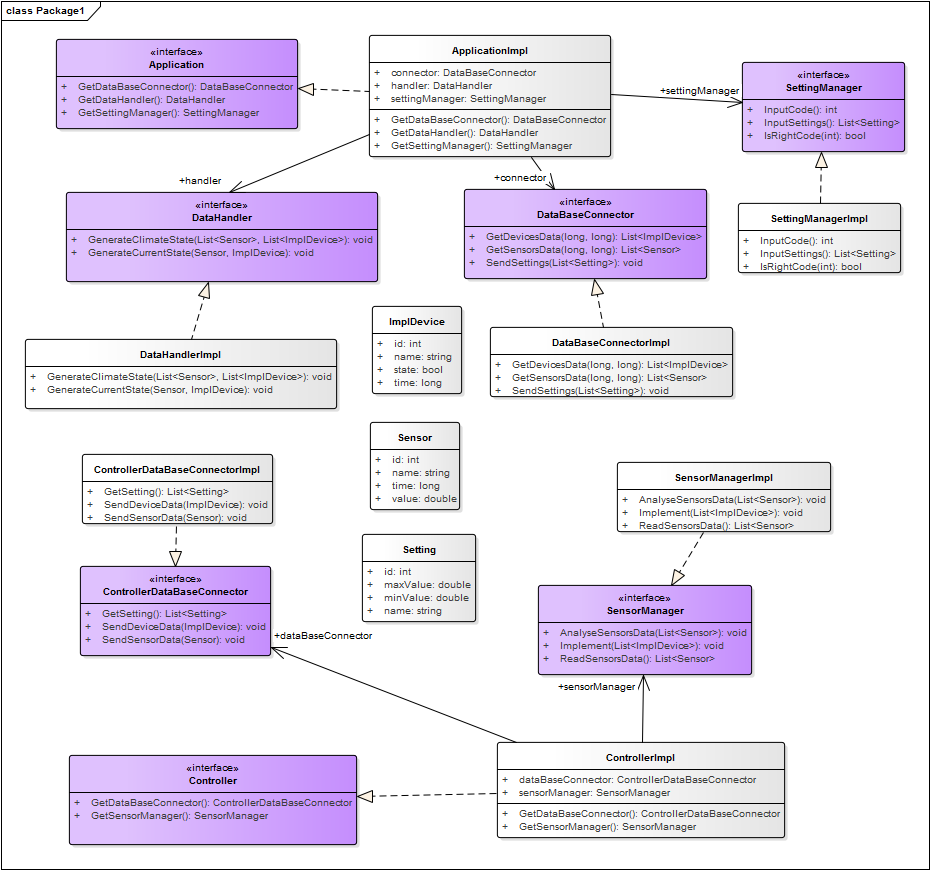 class Package1
«interface»
Application
+ GetDataBaseConnector(): DataBaseConnector
+ GetDataHandler(): DataHandler
+ GetSettingManager(): SettingManager
ApplicationImpl
+ connector: DataBaseConnector
+ handler: DataHandler
+ settingManager: SettingManager
+ GetDataBaseConnector(): DataBaseConnector
+ GetDataHandler(): DataHandler
+ GetSettingManager(): SettingManager
+settingManager
«interface»
SettingManager
+ InputCode(): int
+ InputSettings(): List<Setting>
+ IsRightCode(int): bool
+handler
+connector
«interface»
DataHandler
+ GenerateClimateState(List<Sensor>, List<ImplDevice>): void
+ GenerateCurrentState(Sensor, ImplDevice): void
«interface»
DataBaseConnector
+ GetDevicesData(long, long): List<ImplDevice>
+ GetSensorsData(long, long): List<Sensor>
+ SendSettings(List<Setting>): void
SettingManagerImpl
+ InputCode(): int
+ InputSettings(): List<Setting>
+ IsRightCode(int): bool
DataHandlerImpl
+ GenerateClimateState(List<Sensor>, List<ImplDevice>): void
+ GenerateCurrentState(Sensor, ImplDevice): void
ImplDevice
+ id: int
+ name: string
+ state: bool
+ time: long
DataBaseConnectorImpl
+ GetDevicesData(long, long): List<ImplDevice>
+ GetSensorsData(long, long): List<Sensor>
+ SendSettings(List<Setting>): void
Sensor
+ id: int
+ name: string
+ time: long
+ value: double
ControllerDataBaseConnectorImpl
+ GetSetting(): List<Setting>
+ SendDeviceData(ImplDevice): void
+ SendSensorData(Sensor): void
SensorManagerImpl
+ AnalyseSensorsData(List<Sensor>): void
+ Implement(List<ImplDevice>): void
+ ReadSensorsData(): List<Sensor>
Setting
+ id: int
+ maxValue: double
+ minValue: double
+ name: string
«interface»
ControllerDataBaseConnector
+ GetSetting(): List<Setting>
+ SendDeviceData(ImplDevice): void
+ SendSensorData(Sensor): void
+dataBaseConnector
«interface»
SensorManager
+ AnalyseSensorsData(List<Sensor>): void
+ Implement(List<ImplDevice>): void
+ ReadSensorsData(): List<Sensor>
+sensorManager
«interface»
Controller
+ GetDataBaseConnector(): ControllerDataBaseConnector
+ GetSensorManager(): SensorManager
ControllerImpl
+ dataBaseConnector: ControllerDataBaseConnector
+ sensorManager: SensorManager
+ GetDataBaseConnector(): ControllerDataBaseConnector
+ GetSensorManager(): SensorManager